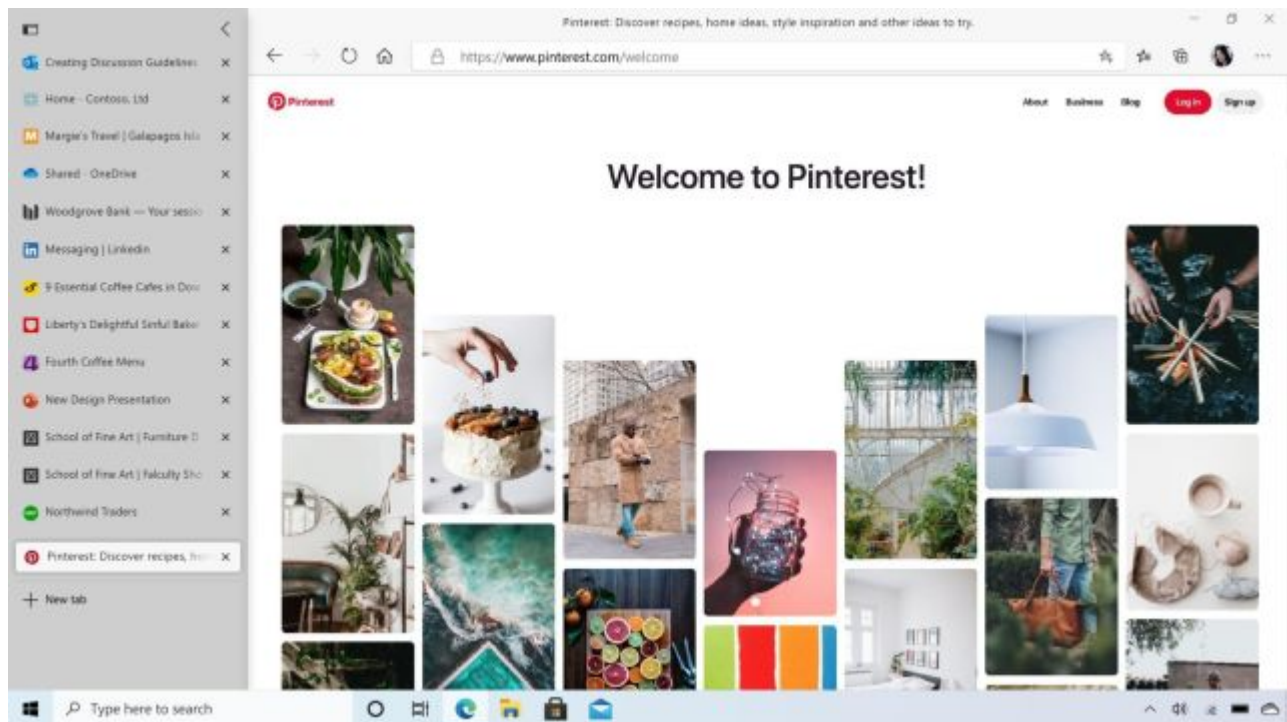 Pinterest: Discover recipes, home ideas, style inspiration and other ideas to try.
https://www.pinterest.com/welcome
Creating Discussion Guidelines
Home - Contoso, Ltd
Margie's Travel | Galapagos Isla
Shared - OneDrive
Woodgrove Bank — Your sessio
Messaging | Linkedin
9 Essential Coffee Cafes in Dow
Liberty's Delightful Sinful Baker
Fourth Coffee Menu
New Design Presentation
School of Fine Art | Furniture D
School of Fine Art | Falculty Sho
Northwind Traders
Pinterest: Discover recipes, ho
New tab
Pinterest
About Business Blog Log in Sign up
Welcome to Pinterest!
Type here to search